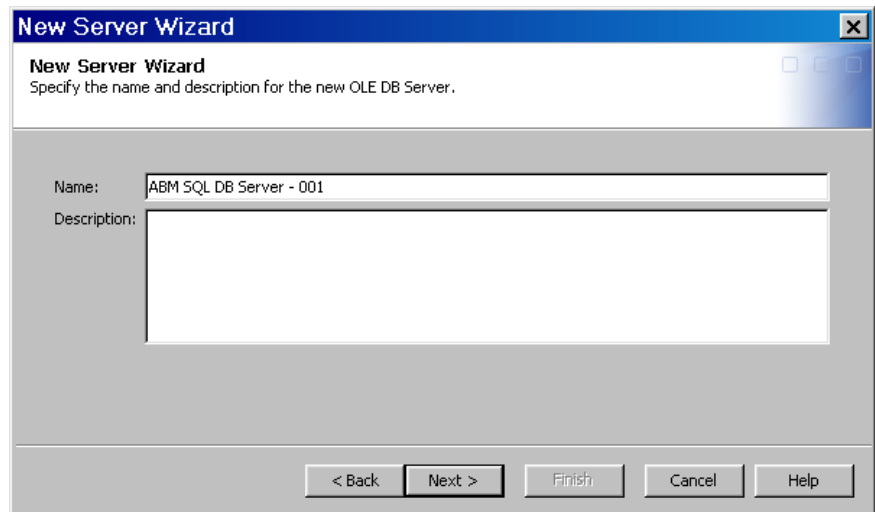 New Server Wizard
New Server Wizard
Specify the name and description for the new OLE DB Server.
Name: ABM SQL DB Server - 001
Description:
< Back Next > Finish Cancel Help